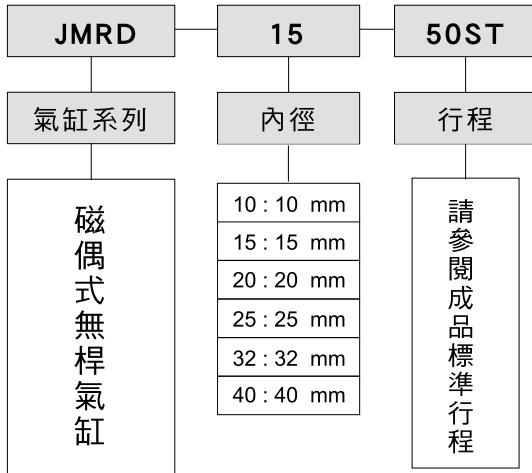 JMRD
15
50ST
氣缸系列
內徑
行程
磁偶式無桿氣缸
10 : 10 mm
15 : 15 mm
20 : 20 mm
25 : 25 mm
32 : 32 mm
40 : 40 mm
請參閱成品標準行程